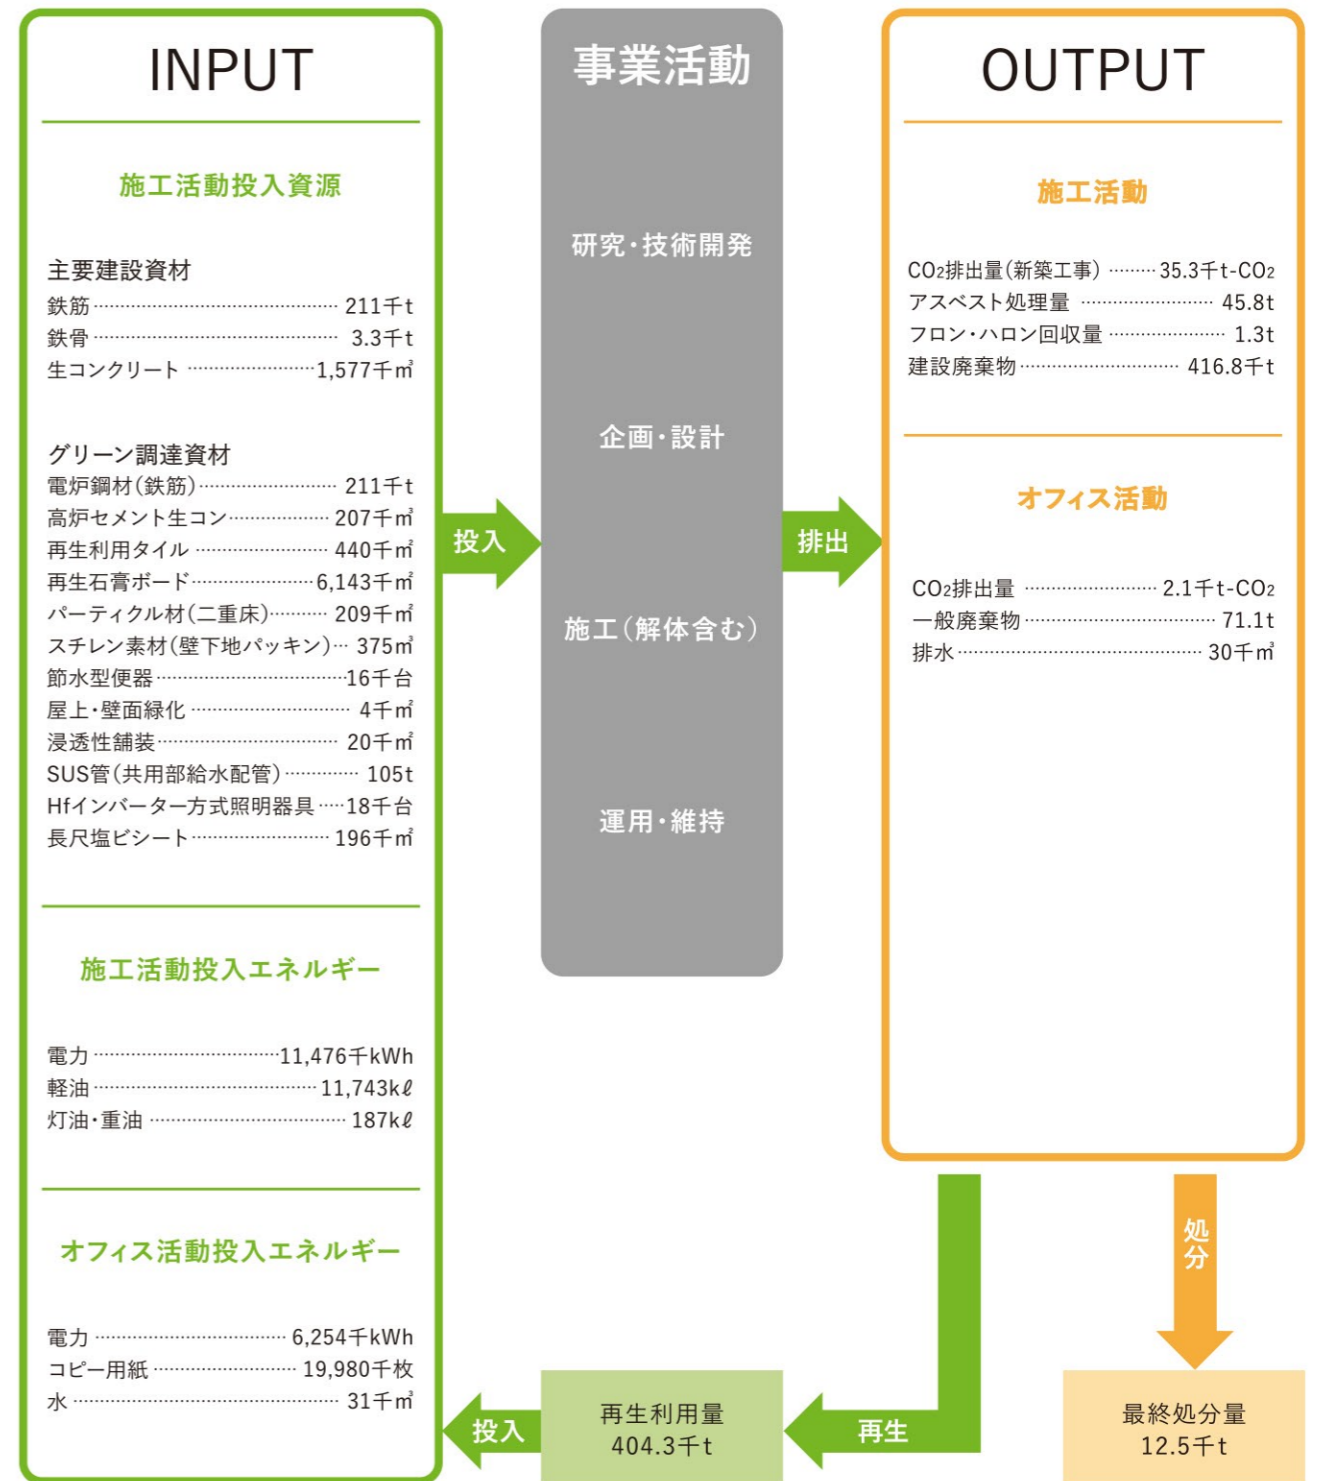 INPUT
施工活動投入資源
主要建設資材
鉄筋 211千t
鉄骨 3.3千t
生コンクリート 1,577千㎥
グリーン調達資材
電炉鋼材(鉄筋) 211千t
高炉セメント生コン 207千㎥
再生利用タイル 440千㎡
再生石膏ボード 6,143千㎡
パーティクル材(二重床) 209千㎡
スチレン素材(壁下地パッキン) 375㎥
節水型便器 16千台
屋上・壁面緑化 4千㎡
浸透性舗装 20千㎡
SUS管(共用部給水配管) 105t
Hfインバーター方式照明器具 18千台
長尺塩ビシート 196千㎡
施工活動投入エネルギー
電力 11,476千kWh
軽油 11,743kℓ
灯油・重油 187kℓ
オフィス活動投入エネルギー
電力 6,254千kWh
コピー用紙 19,980千枚
水 31千㎥
投入
事業活動
研究・技術開発
企画・設計
施工(解体含む)
運用・維持
排出
OUTPUT
施工活動
CO₂排出量(新築工事) 35.3千t-CO₂
アスベスト処理量 45.8t
フロン・ハロン回収量 1.3t
建設廃棄物 416.8千t
オフィス活動
CO₂排出量 2.1千t-CO₂
一般廃棄物 71.1t
排水 30千㎥
処分
最終処分量
12.5千t
再生
再生利用量
404.3千t
投入